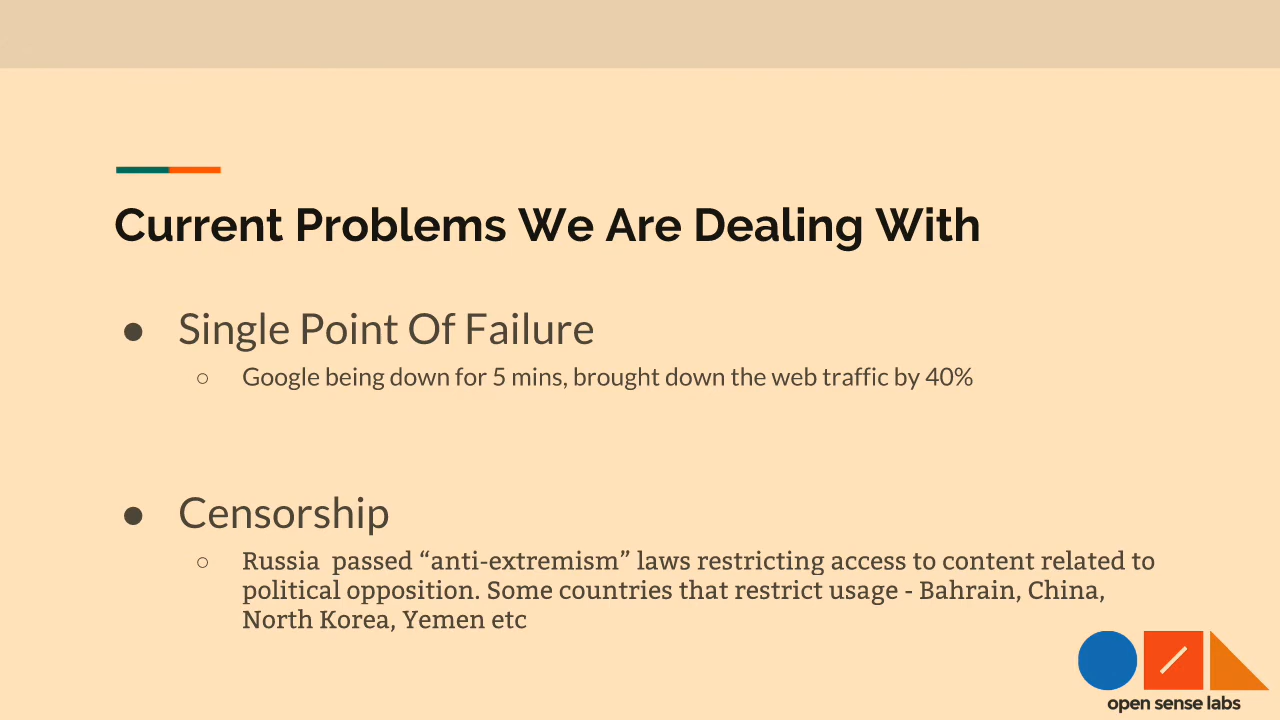 Current Problems We Are Dealing With
● Single Point Of Failure
○ Google being down for 5 mins, brought down the web traffic by 40%
● Censorship
○ Russia  passed “anti-extremism” laws restricting access to content related to
political opposition. Some countries that restrict usage - Bahrain, China,
North Korea, Yemen etc
open sense labs